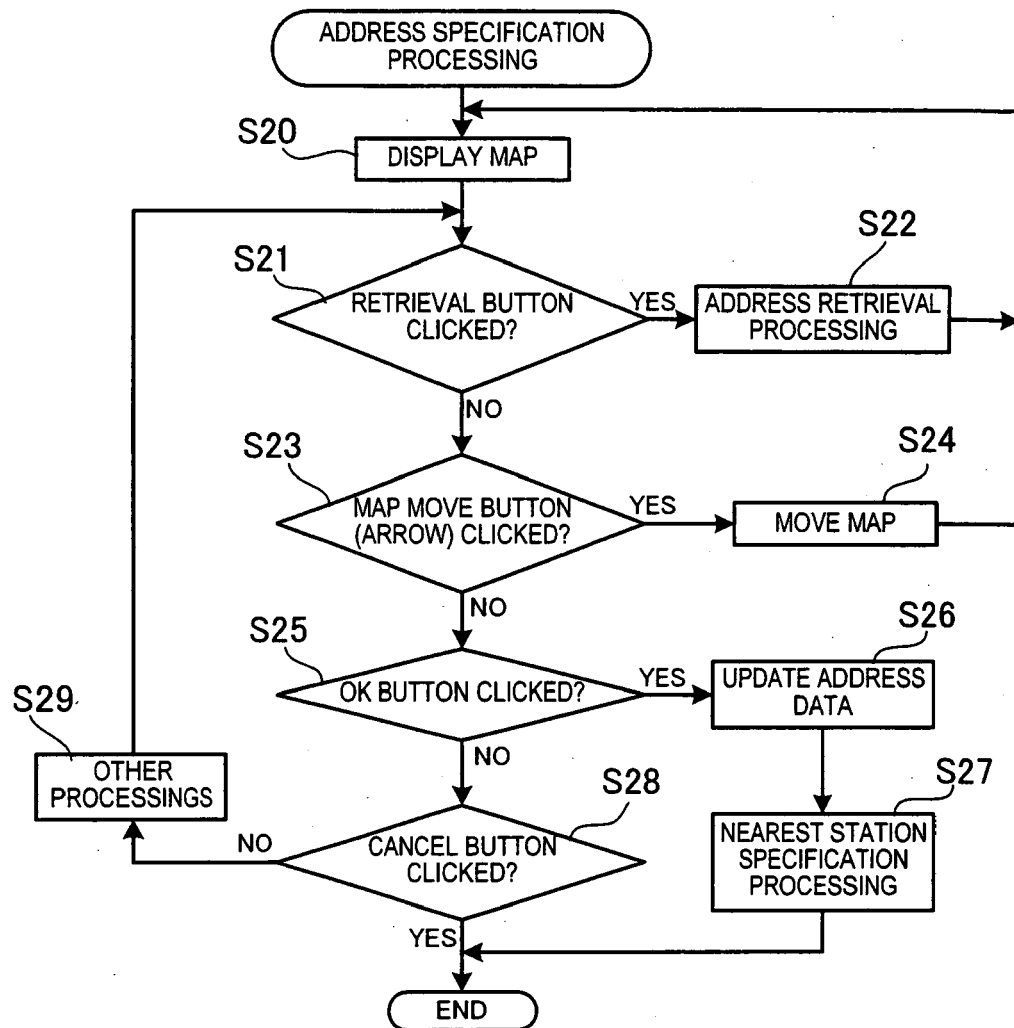 ADDRESS SPECIFICATION
PROCESSING
S20
DISPLAY MAP
S21
RETRIEVAL BUTTON
CLICKED?
YES
S22
ADDRESS RETRIEVAL
PROCESSING
NO
S23
MAP MOVE BUTTON
(ARROW) CLICKED?
YES
S24
MOVE MAP
NO
S25
OK BUTTON CLICKED?
YES
S26
UPDATE ADDRESS
DATA
NO
S27
NEAREST STATION
SPECIFICATION
PROCESSING
S28
CANCEL BUTTON
CLICKED?
NO
S29
OTHER
PROCESSINGS
YES
END